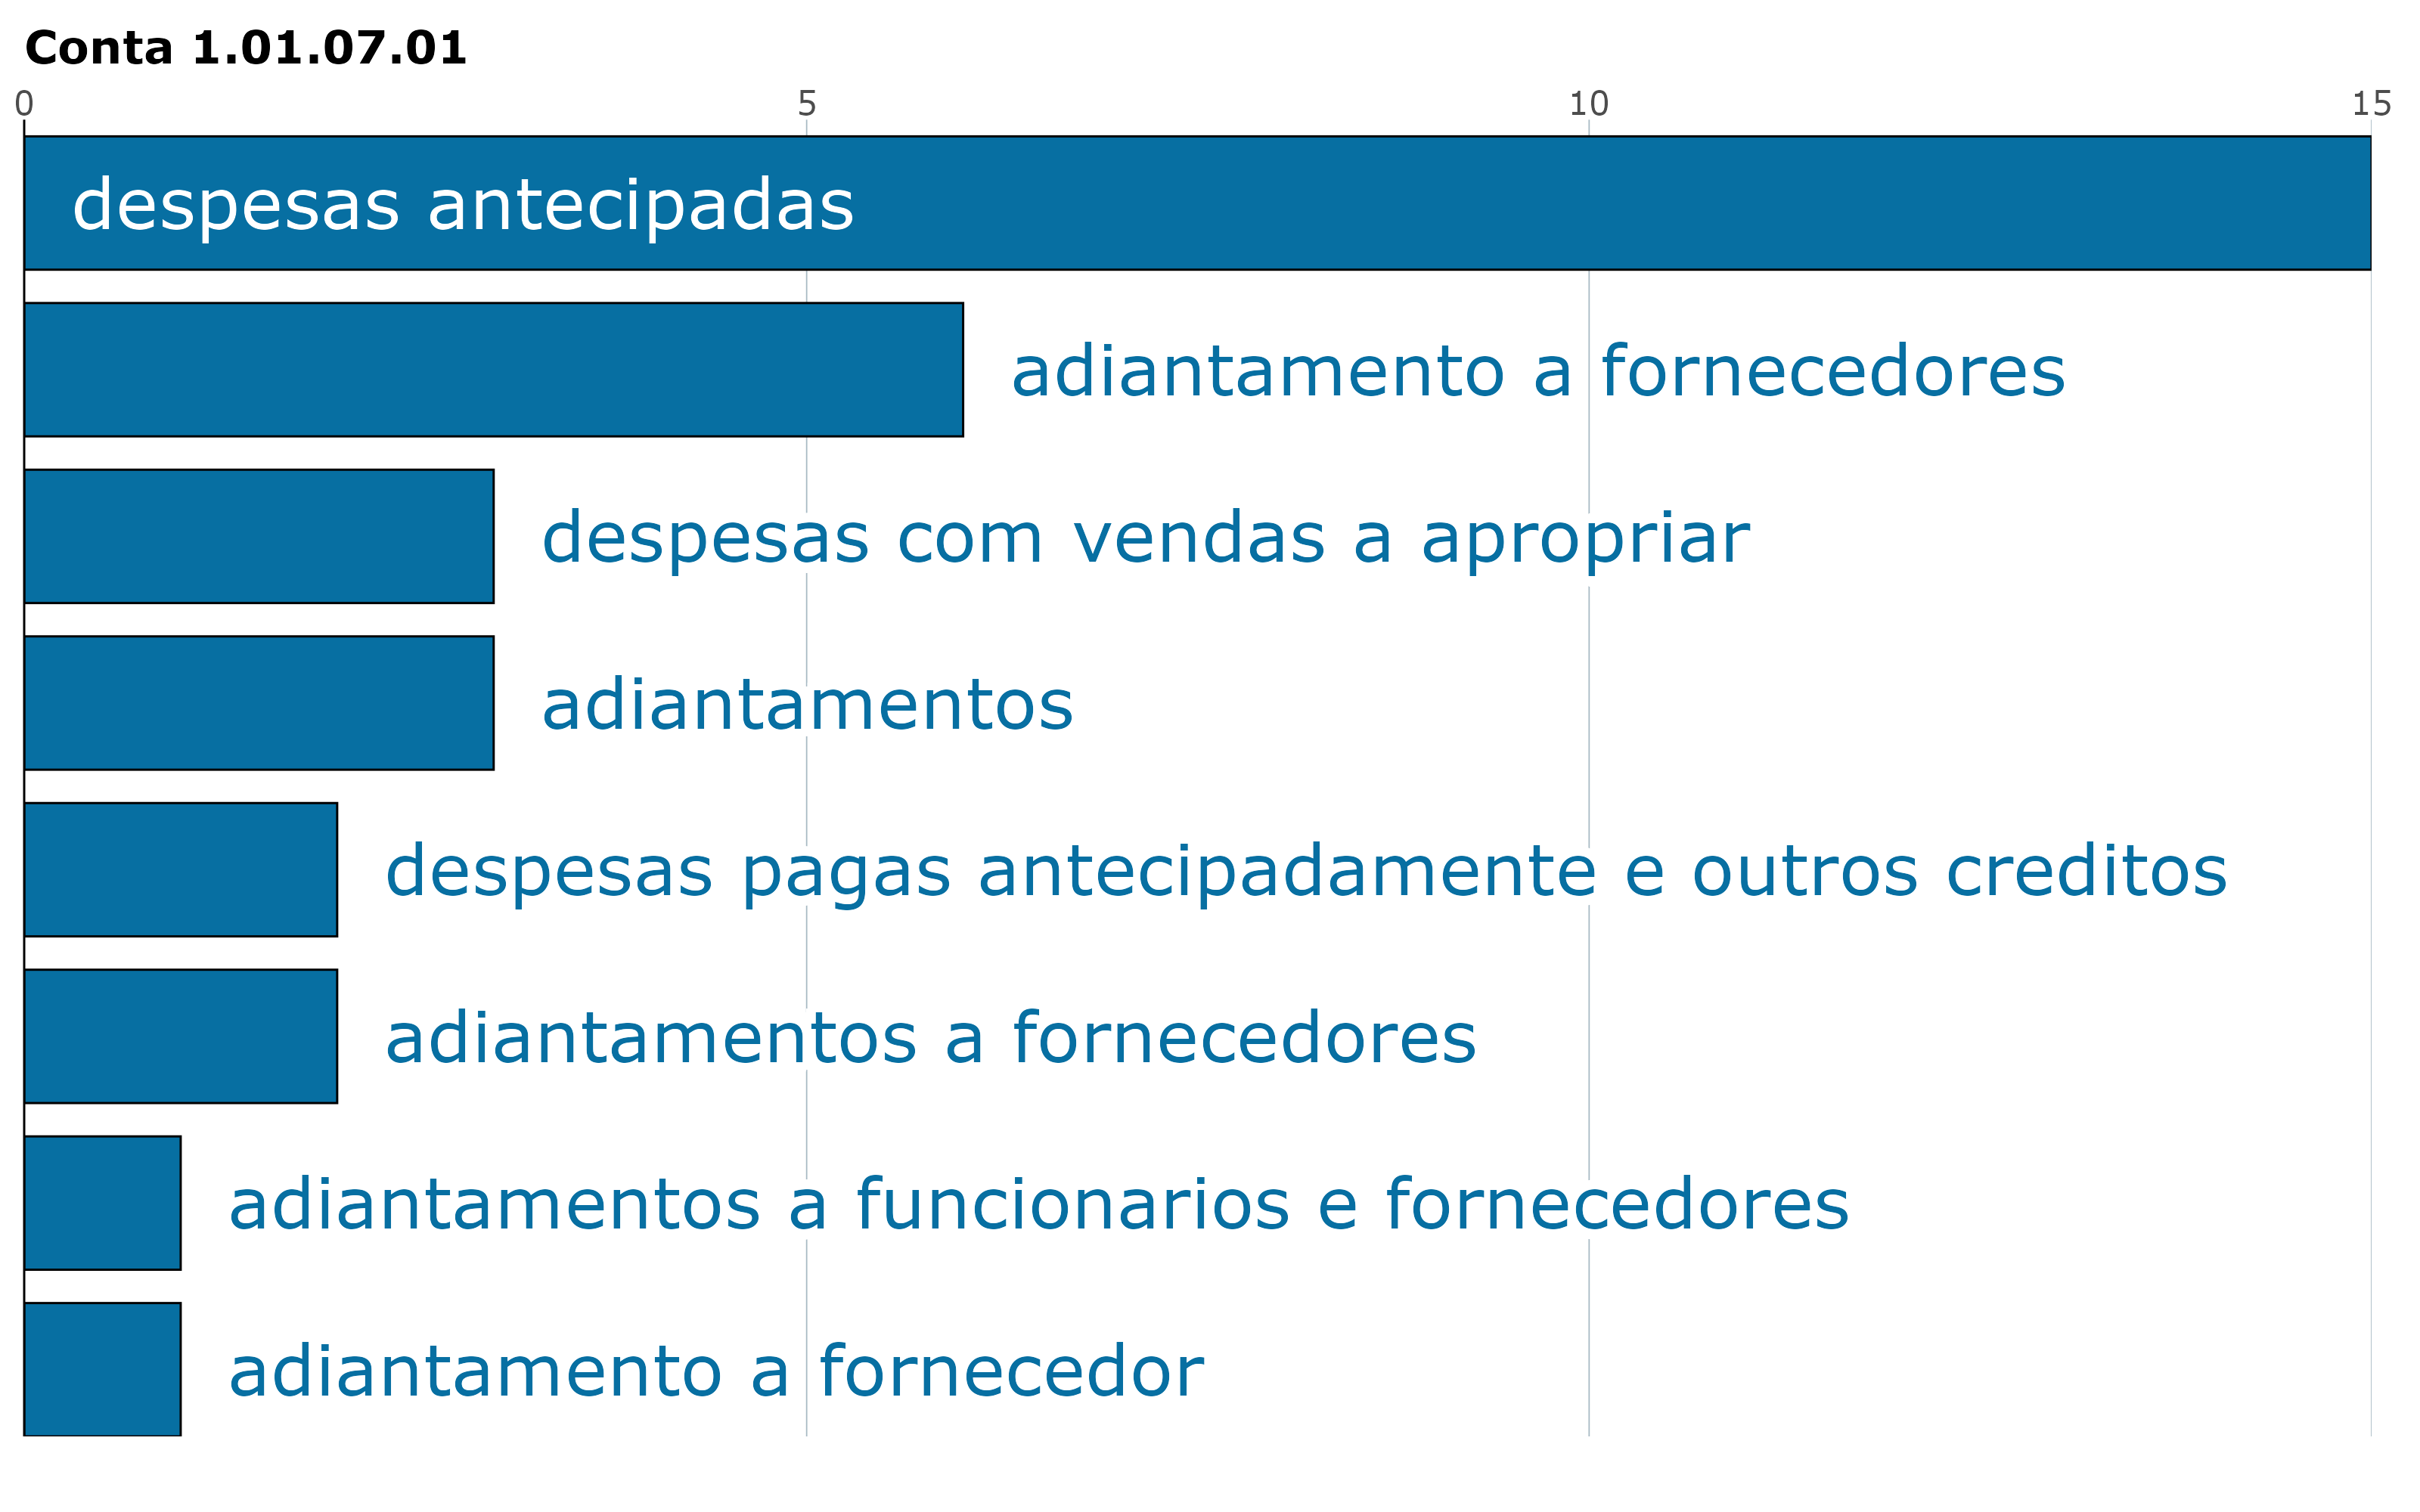 Conta 1.01.07.01
0 5 10 15
despesas antecipadas
adiantamento a fornecedores
despesas com vendas a apropriar
adiantamentos
despesas pagas antecipadamente e outros creditos
adiantamentos a fornecedores
adiantamentos a funcionarios e fornecedores
adiantamento a fornecedor